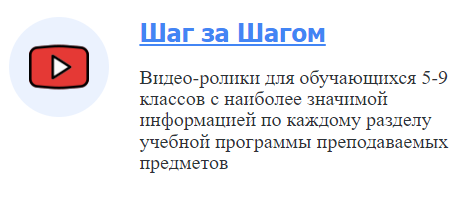 Шаг за Шагом
Видео-ролики для обучающихся 5-9
классов с наиболее значимой
информацией по каждому разделу
учебной программы преподаваемых
предметов